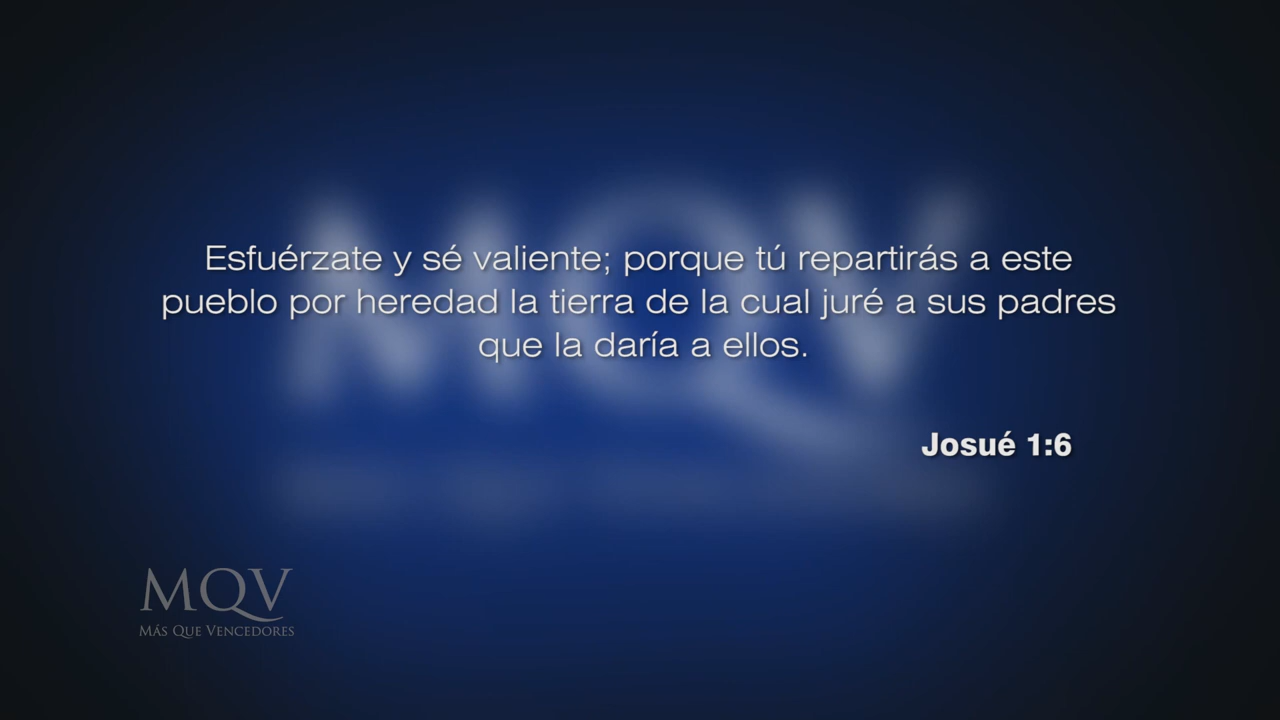 Esfuérzate y sé valiente; porque tú repartirás a este
pueblo por heredad la tierra de la cual juré a sus padres
que la daría a ellos.
Josué 1:6
MQV
MÁS QUE VENCEDORES